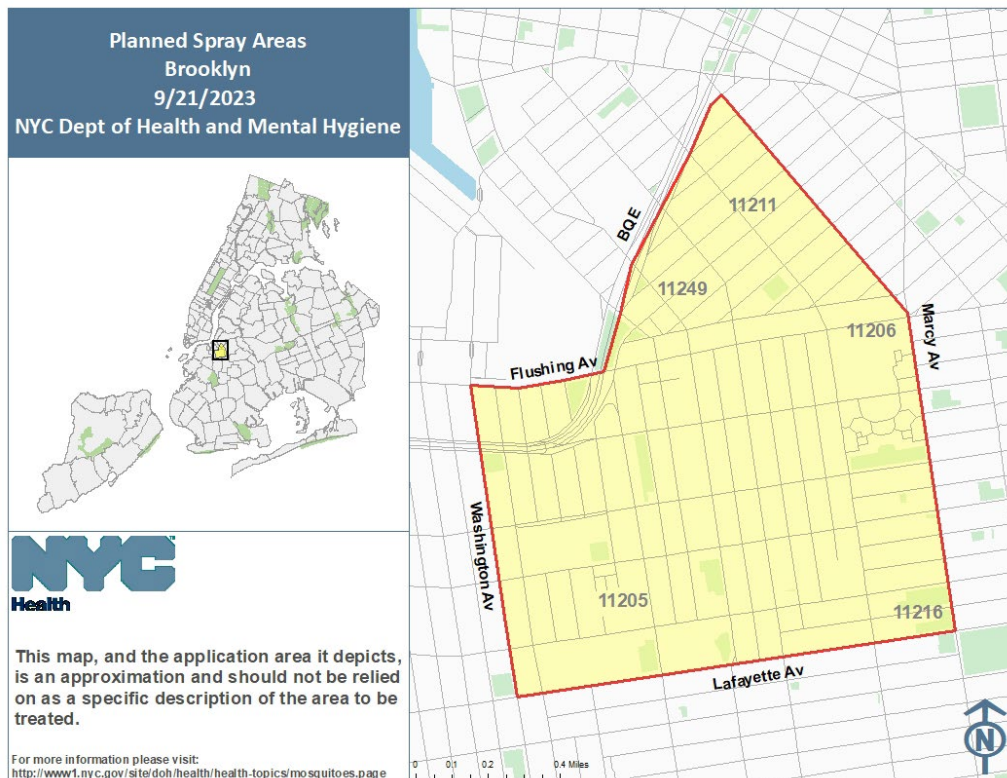 Planned Spray Areas
Brooklyn
9/21/2023
NYC Dept of Health and Mental Hygiene
BQE
11211
11249
Marcy Av
11206
Flushing Av
Washington Av
11205
11216
Lafayette Av
NYC
Health
This map, and the application area it depicts,
is an approximation and should not be relied
on as a specific description of the area to be
treated.
For more information please visit:
http://www1.nyc.gov/site/doh/health/health-topics/mosquitoes.page
0 0.1 0.2 0.4 Miles
N